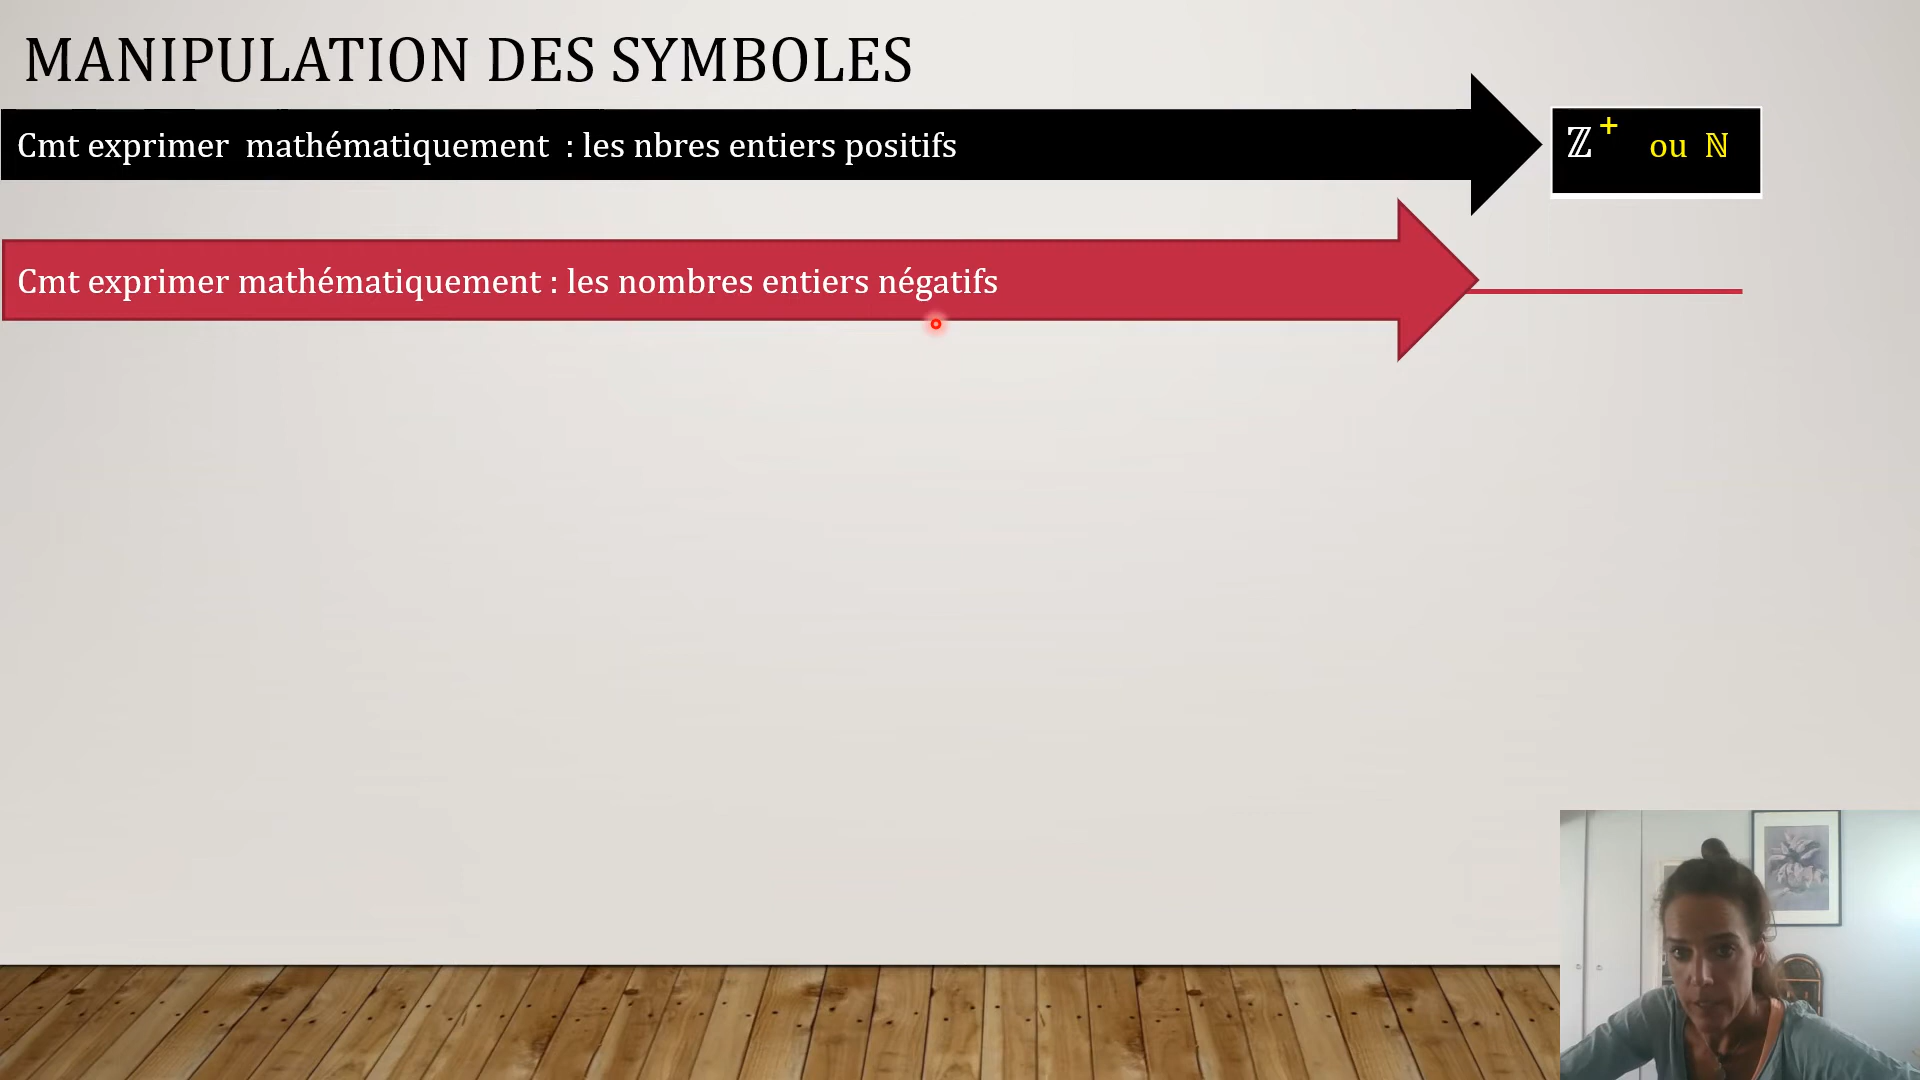 MANIPULATION DES SYMBOLES
Cmt exprimer mathématiquement : les nbres entiers positifs
ℤ⁺ ou ℕ
Cmt exprimer mathématiquement : les nombres entiers négatifs